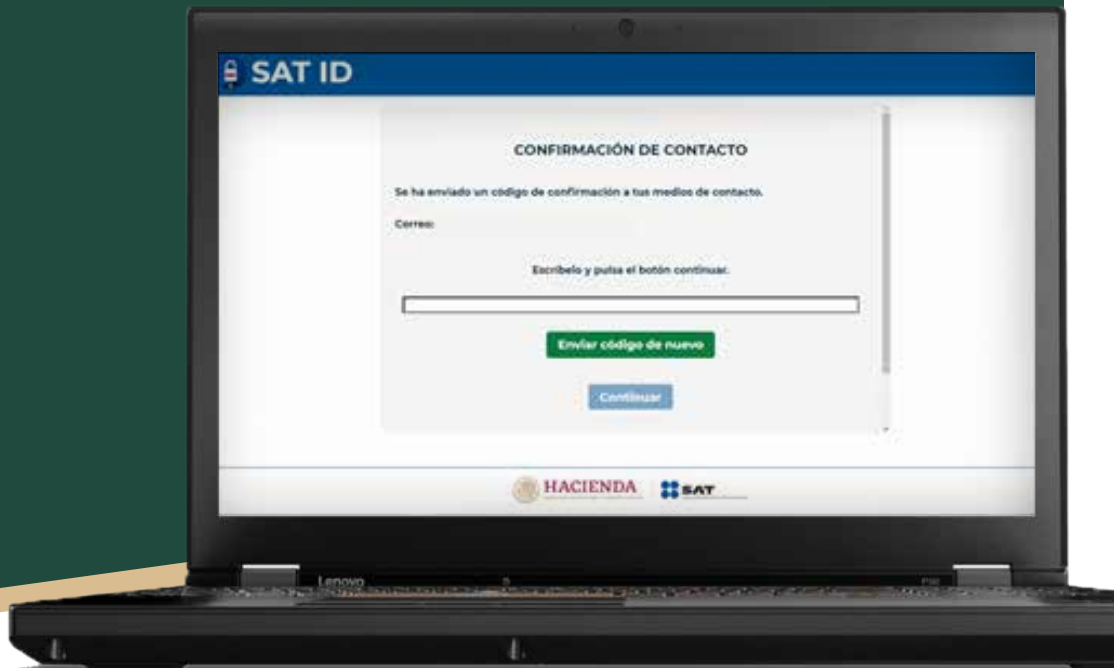 SAT ID
CONFIRMACIÓN DE CONTACTO
Se ha enviado un código de confirmación a tus medios de contacto.
Correo:
Escríbelo y pulsa el botón continuar.
Enviar código de nuevo
Continuar
HACIENDA
SAT
Lenovo